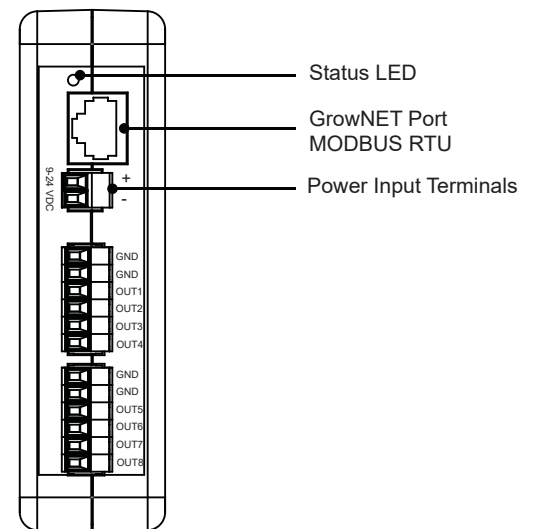 Status LED
GrowNET Port
MODBUS RTU
Power Input Terminals
9-24 VDC
+
-
GND
GND
OUT1
OUT2
OUT3
OUT4
GND
GND
OUT5
OUT6
OUT7
OUT8